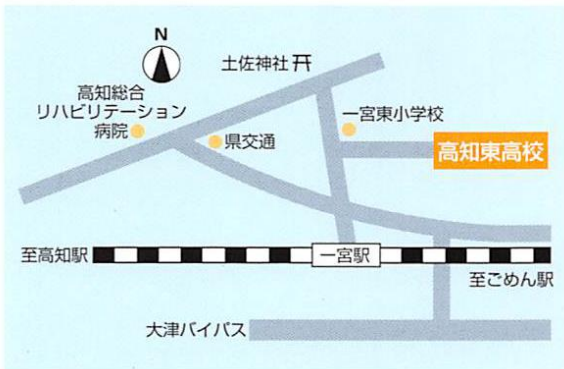 N
土佐神社
高知総合
リハビリテーション
病院
県交通
一宮東小学校
高知東高校
至高知駅
一宮駅
至ごめん駅
大津バイパス